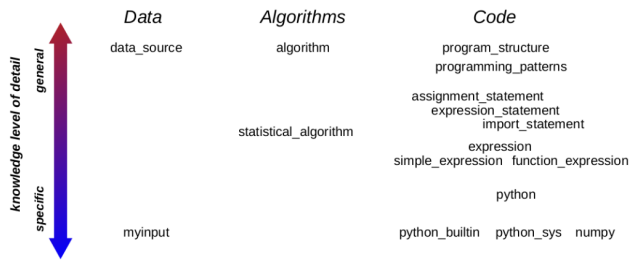 Data Algorithms Code
data_source algorithm program_structure
programming_patterns
assignment_statement
expression_statement
import_statement
statistical_algorithm
expression
simple_expression function_expression
python
myinput python_builtin python_sys numpy
knowledge level of detail
general
specific